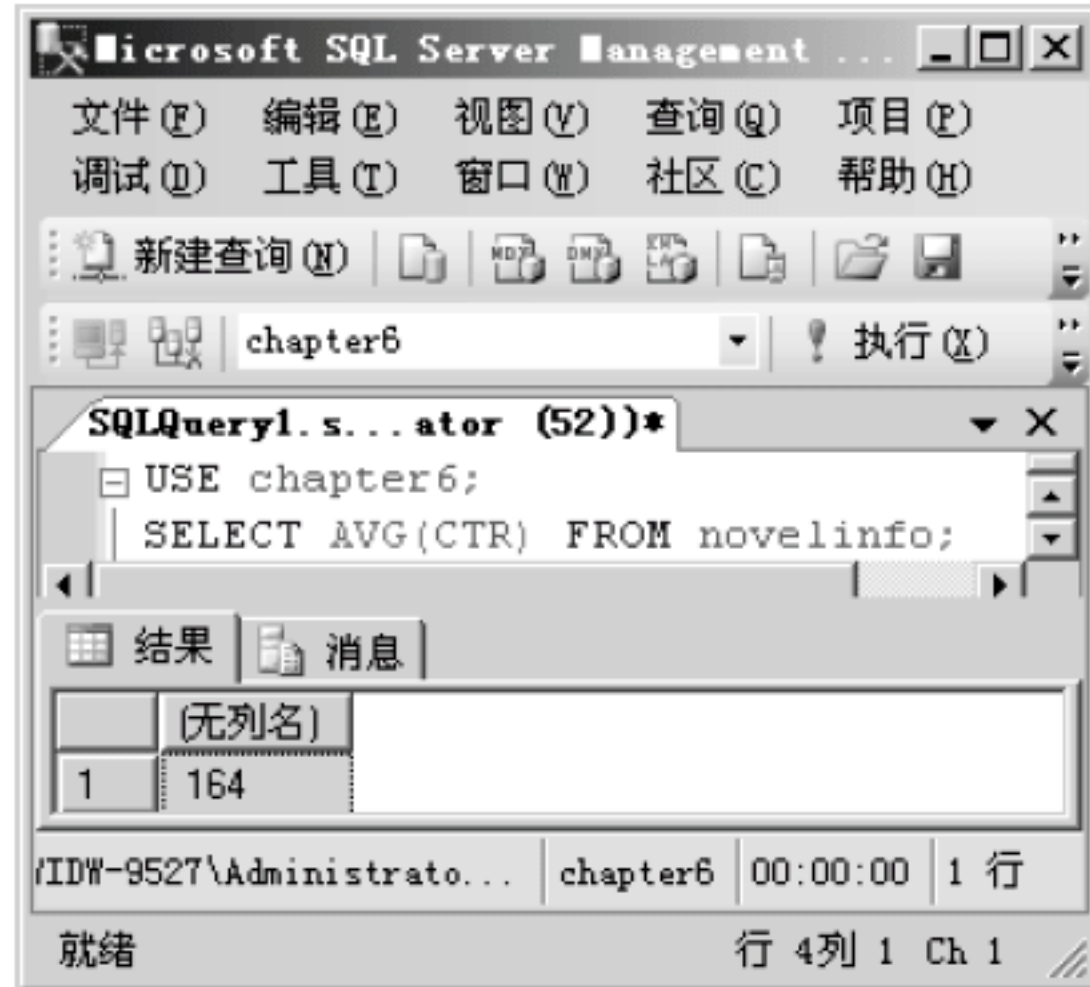 Microsoft SQL Server Management ...
文件(F) 编辑(E) 视图(V) 查询(Q) 项目(P)
调试(D) 工具(T) 窗口(W) 社区(C) 帮助(H)
新建查询(N)
chapter6 执行(X)
SQLQuery1.s...ator (52))*
USE chapter6;
SELECT AVG(CTR) FROM novelinfo;
结果 消息
(无列名)
1 164
YIDW-9527\Administrato... chapter6 00:00:00 1 行
就绪 行 4列 1 Ch 1